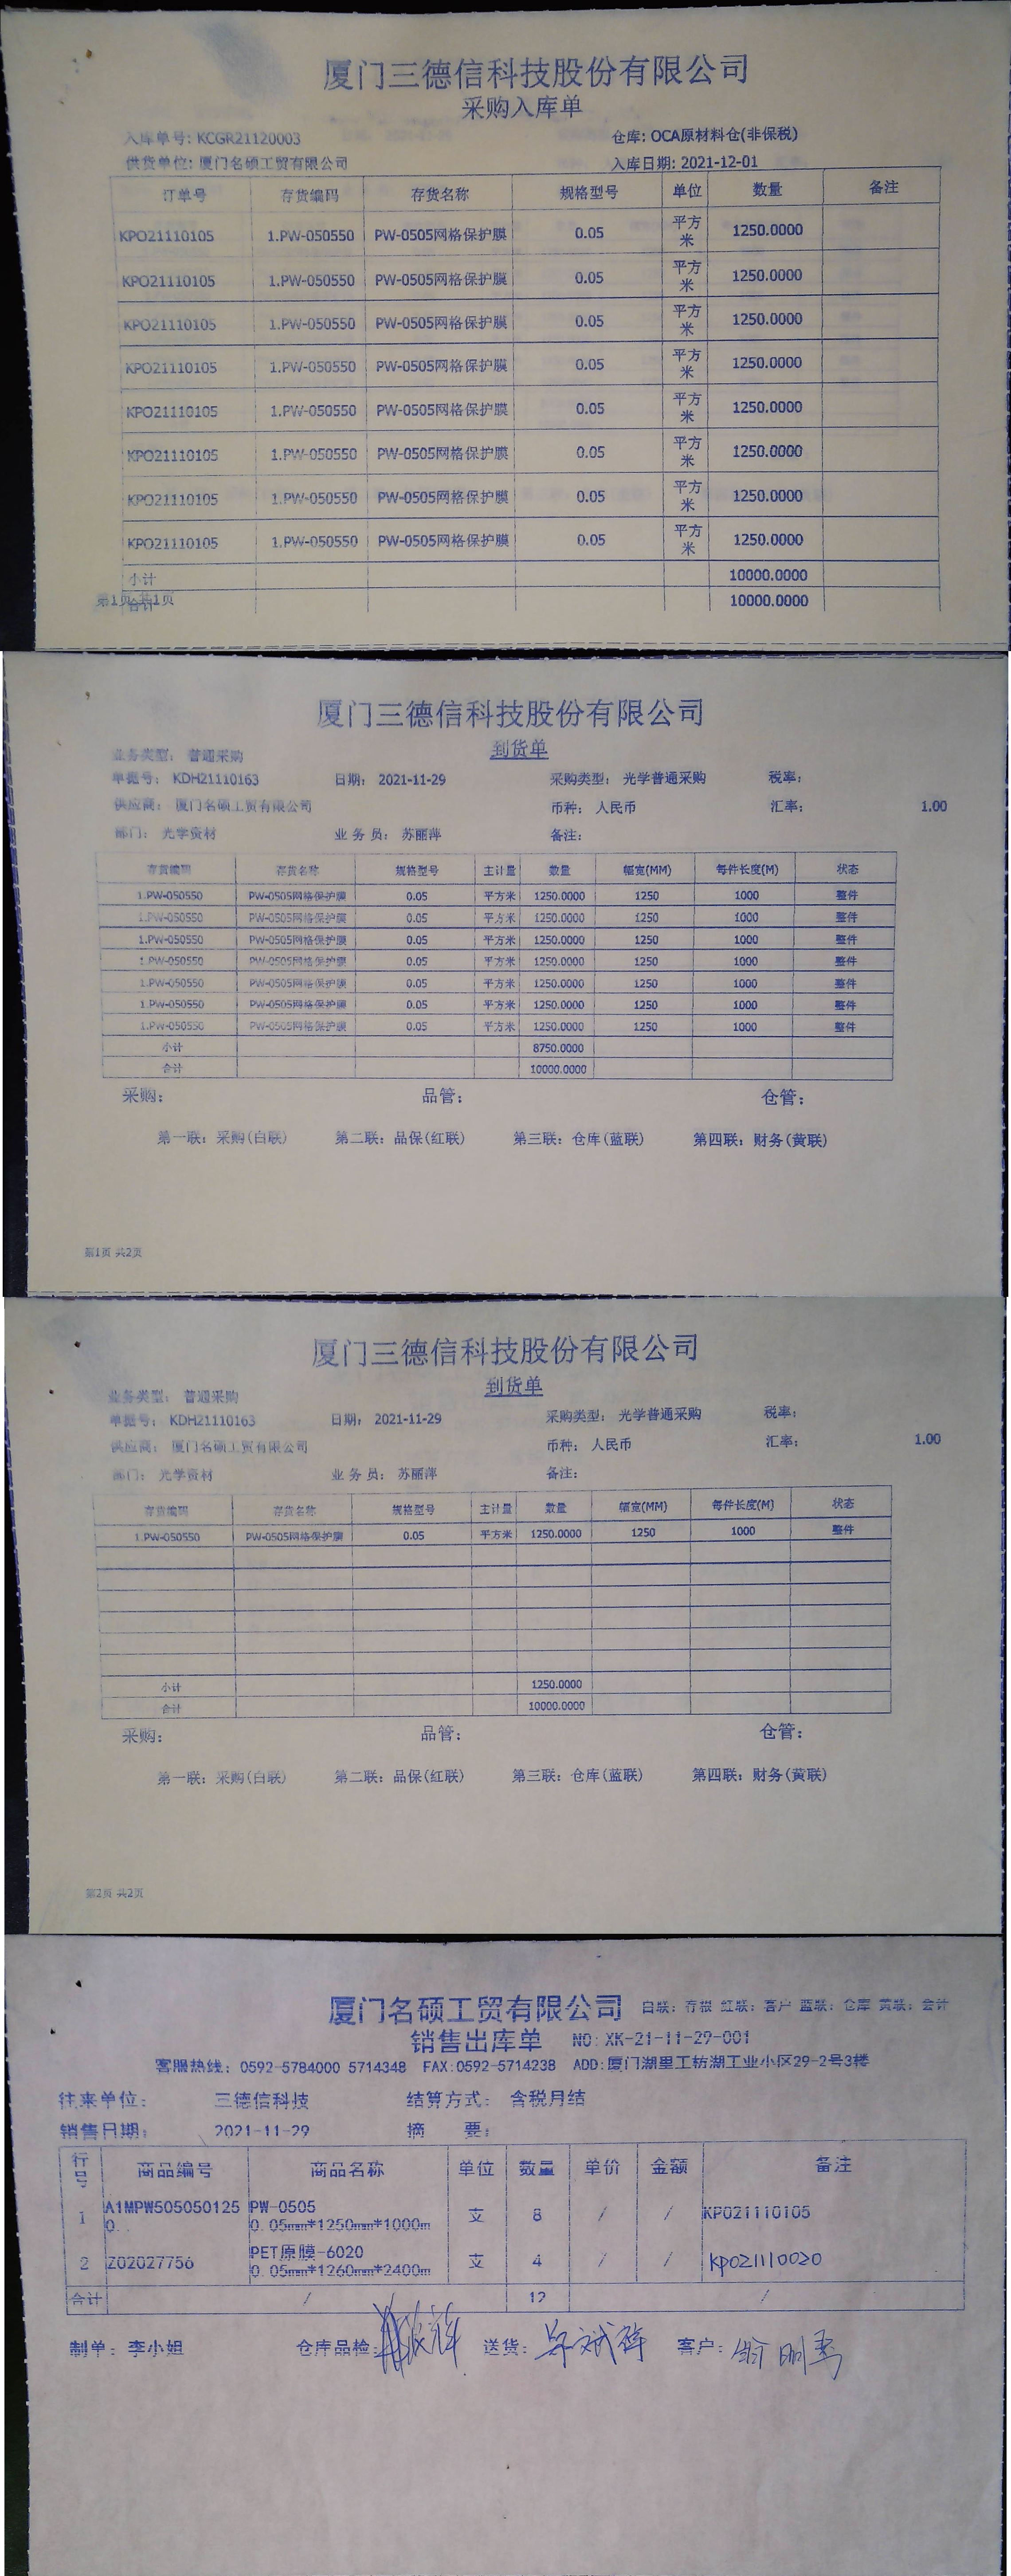 厦门三德信科技股份有限公司
采购入库单
入库单号: KCGR21120003 仓库: OCA原材料仓(非保税)
供货单位: 厦门名硕工贸有限公司 入库日期: 2021-12-01
订单号 存货编码 存货名称 规格型号 单位 数量 备注
KPO21110105 1.PW-050550 PW-0505网格保护膜 0.05 平方米 1250.0000
KPO21110105 1.PW-050550 PW-0505网格保护膜 0.05 平方米 1250.0000
KPO21110105 1.PW-050550 PW-0505网格保护膜 0.05 平方米 1250.0000
KPO21110105 1.PW-050550 PW-0505网格保护膜 0.05 平方米 1250.0000
KPO21110105 1.PW-050550 PW-0505网格保护膜 0.05 平方米 1250.0000
KPO21110105 1.PW-050550 PW-0505网格保护膜 0.05 平方米 1250.0000
KPO21110105 1.PW-050550 PW-0505网格保护膜 0.05 平方米 1250.0000
KPO21110105 1.PW-050550 PW-0505网格保护膜 0.05 平方米 1250.0000
小计 10000.0000
合计 10000.0000
第1页 共1页
厦门三德信科技股份有限公司
到货单
业务类型: 普通采购
单据号: KDH21110163 日期: 2021-11-29 采购类型: 光学普通采购 税率:
供应商: 厦门名硕工贸有限公司 币种: 人民币 汇率: 1.00
部门: 光学资材 业务员: 苏丽萍 备注:
存货编码 存货名称 规格型号 主计量 数量 幅宽(MM) 每件长度(M) 状态
1.PW-050550 PW-0505网格保护膜 0.05 平方米 1250.0000 1250 1000 整件
1.PW-050550 PW-0505网格保护膜 0.05 平方米 1250.0000 1250 1000 整件
1.PW-050550 PW-0505网格保护膜 0.05 平方米 1250.0000 1250 1000 整件
1.PW-050550 PW-0505网格保护膜 0.05 平方米 1250.0000 1250 1000 整件
1.PW-050550 PW-0505网格保护膜 0.05 平方米 1250.0000 1250 1000 整件
1.PW-050550 PW-0505网格保护膜 0.05 平方米 1250.0000 1250 1000 整件
1.PW-050550 PW-0505网格保护膜 0.05 平方米 1250.0000 1250 1000 整件
小计 8750.0000
合计 10000.0000
采购: 品管: 仓管:
第一联: 采购(白联) 第二联: 品保(红联) 第三联: 仓库(蓝联) 第四联: 财务(黄联)
第1页 共2页
厦门三德信科技股份有限公司
到货单
业务类型: 普通采购
单据号: KDH21110163 日期: 2021-11-29 采购类型: 光学普通采购 税率:
供应商: 厦门名硕工贸有限公司 币种: 人民币 汇率: 1.00
部门: 光学资材 业务员: 苏丽萍 备注:
存货编码 存货名称 规格型号 主计量 数量 幅宽(MM) 每件长度(M) 状态
1.PW-050550 PW-0505网格保护膜 0.05 平方米 1250.0000 1250 1000 整件
小计 1250.0000
合计 10000.0000
采购: 品管: 仓管:
第一联: 采购(白联) 第二联: 品保(红联) 第三联: 仓库(蓝联) 第四联: 财务(黄联)
第2页 共2页
厦门名硕工贸有限公司 白联: 存根 红联: 客户 蓝联: 仓库 黄联: 会计
销售出库单 NO: XK-21-11-29-001
客服热线: 0592-5784000 5714348 FAX:0592-5714238 ADD:厦门湖里工枋湖工业小区29-2号3楼
往来单位: 三德信科技 结算方式: 含税月结
销售日期: 2021-11-29 摘 要:
行号 商品编号 商品名称 单位 数量 单价 金额 备注
1 A1MPW5050501250.. PW-0505 0.05mm*1250mm*1000m 支 8 / / KPO21110105
2 Z02027756 PET原膜-6020 0.05mm*1260mm*2400m 支 4 / / KPO21110020
合计 / 12 /
制单: 李小姐 仓库品检: 送货: 客户: